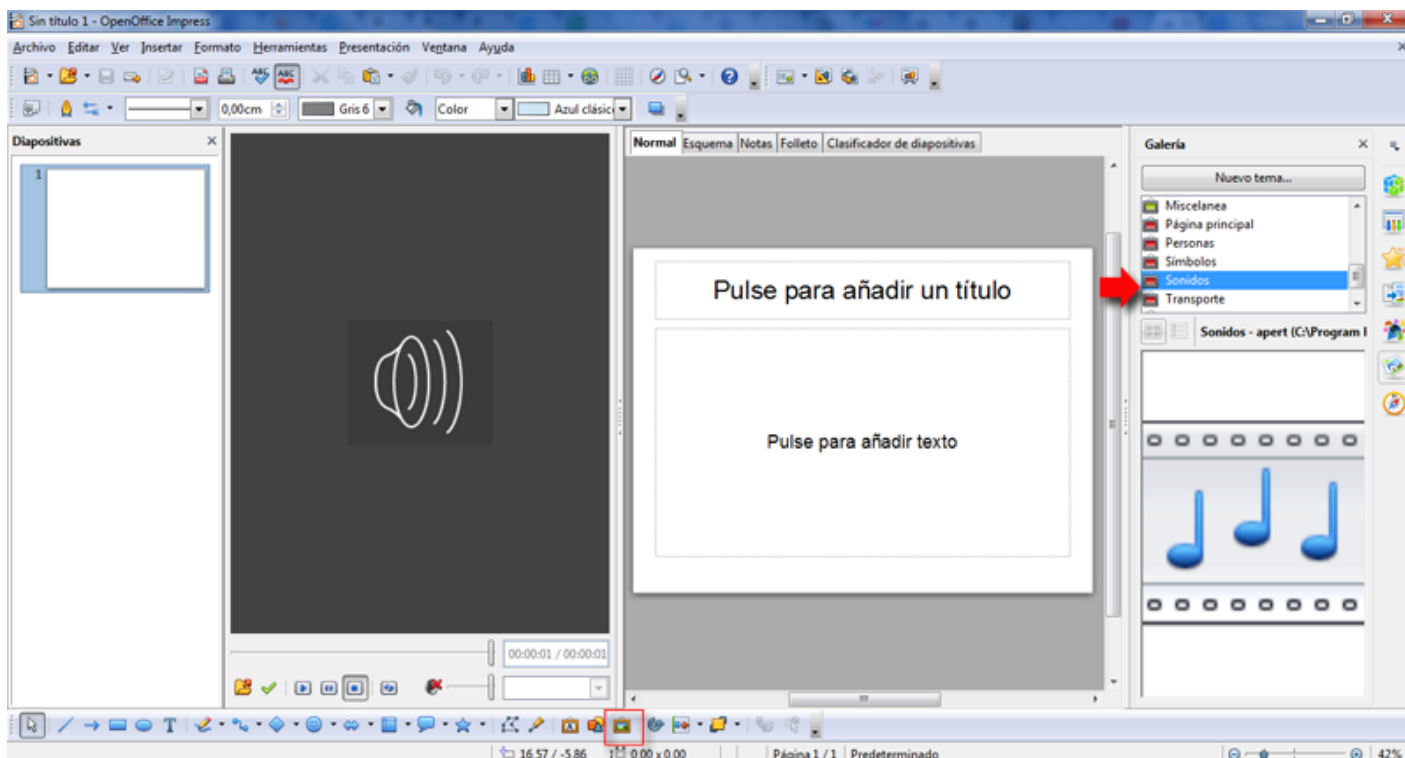 Sin título 1 - OpenOffice Impress
Archivo Editar Ver Insertar Formato Herramientas Presentación Ventana Ayuda
0,00cm Gris 6 Color Azul clásic
Diapositivas
1
Normal Esquema Notas Folleto Clasificador de diapositivas
Pulse para añadir un título
Pulse para añadir texto
Galería
Nuevo tema...
Miscelanea
Página principal
Personas
Símbolos
Sonidos
Transporte
Sonidos - apert (C:\Program
00:00:01 / 00:00:01
16,57 / -5,86 0,00 x 0,00 Página 1 / 1 Predeterminado 42%